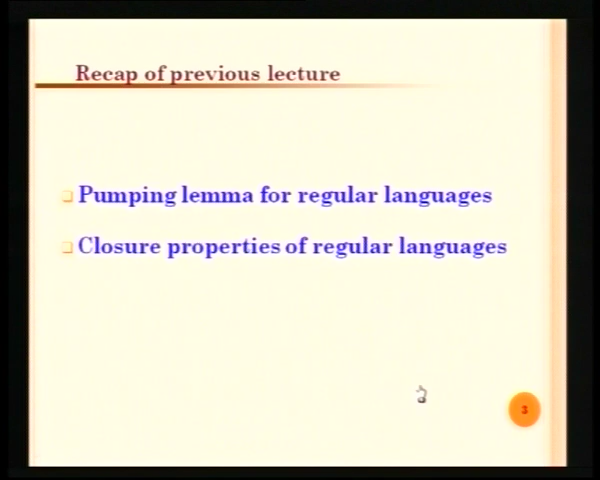 Recap of previous lecture
Pumping lemma for regular languages
Closure properties of regular languages
3